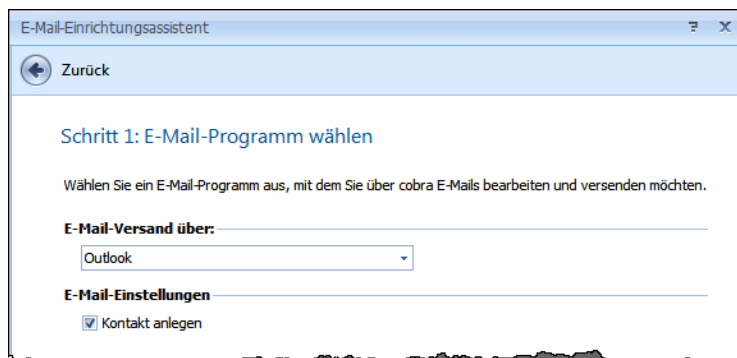 E-Mail-Einrichtungsassistent
Zurück
Schritt 1: E-Mail-Programm wählen
Wählen Sie ein E-Mail-Programm aus, mit dem Sie über cobra E-Mails bearbeiten und versenden möchten.
E-Mail-Versand über:
Outlook
E-Mail-Einstellungen
Kontakt anlegen